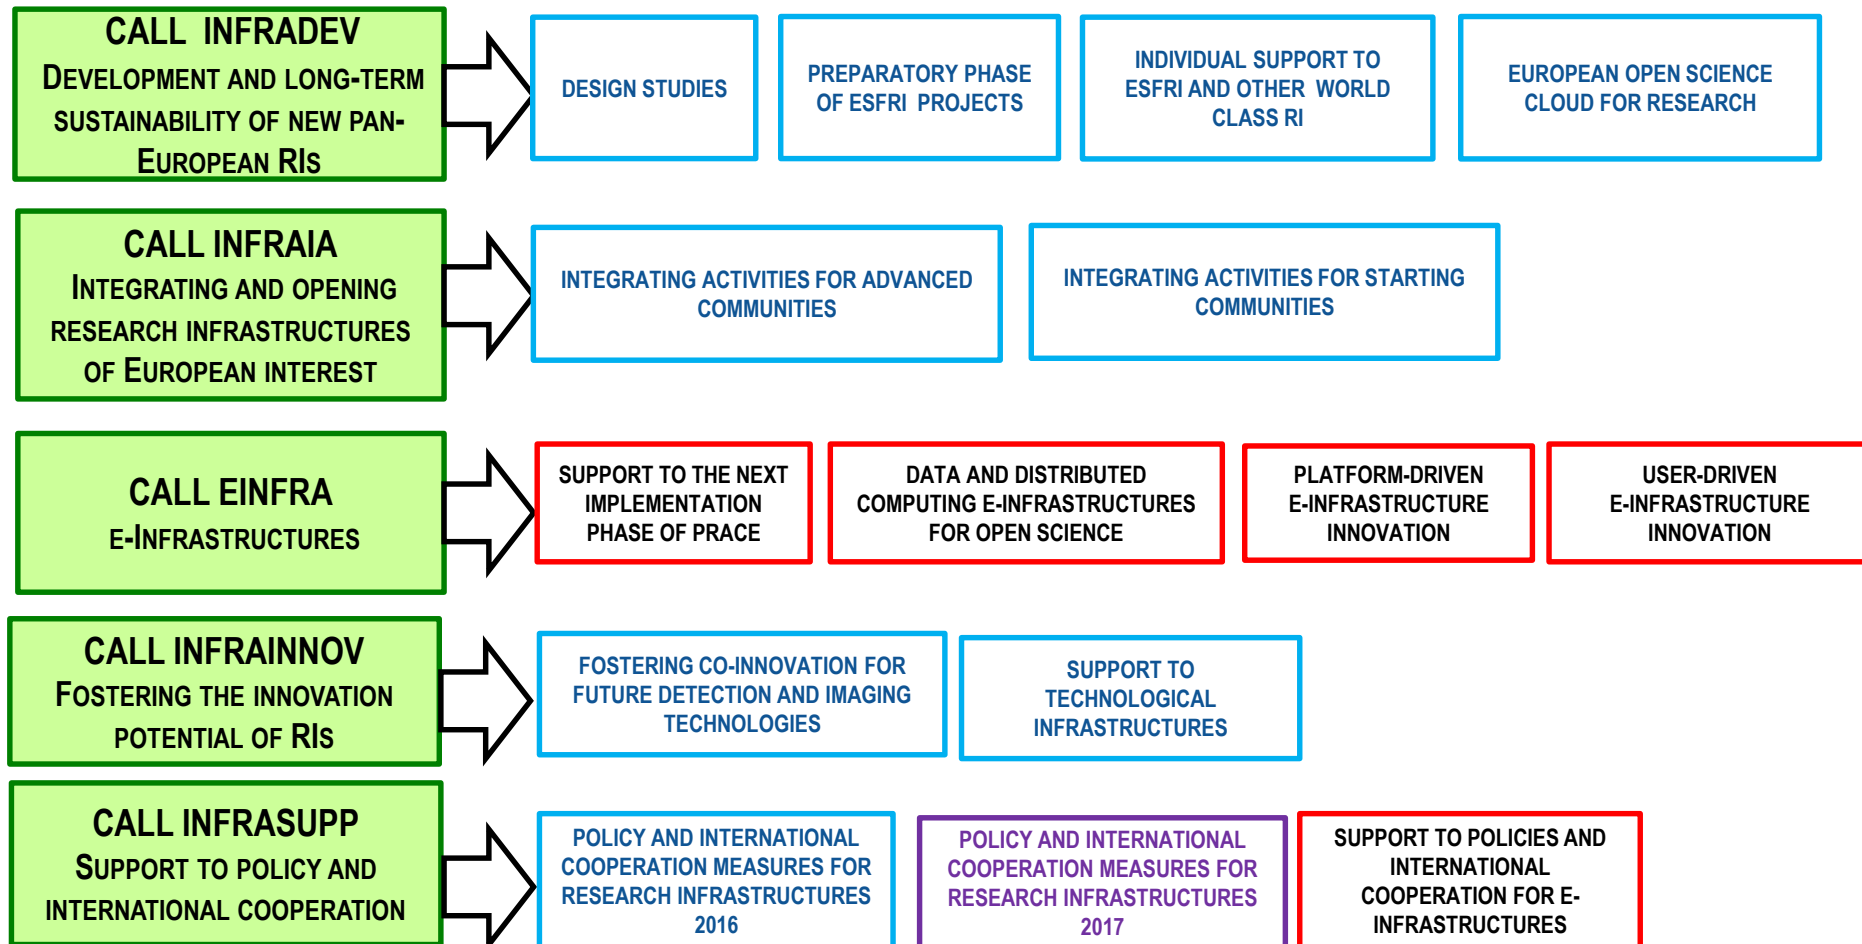 CALL INFRADEV
DEVELOPMENT AND LONG-TERM
SUSTAINABILITY OF NEW PAN-
EUROPEAN RIS
DESIGN STUDIES
PREPARATORY PHASE
OF ESFRI PROJECTS
INDIVIDUAL SUPPORT TO
ESFRI AND OTHER WORLD
CLASS RI
EUROPEAN OPEN SCIENCE
CLOUD FOR RESEARCH
CALL INFRAIA
INTEGRATING AND OPENING
RESEARCH INFRASTRUCTURES
OF EUROPEAN INTEREST
INTEGRATING ACTIVITIES FOR ADVANCED
COMMUNITIES
INTEGRATING ACTIVITIES FOR STARTING
COMMUNITIES
CALL EINFRA
E-INFRASTRUCTURES
SUPPORT TO THE NEXT
IMPLEMENTATION
PHASE OF PRACE
DATA AND DISTRIBUTED
COMPUTING E-INFRASTRUCTURES
FOR OPEN SCIENCE
PLATFORM-DRIVEN
E-INFRASTRUCTURE
INNOVATION
USER-DRIVEN
E-INFRASTRUCTURE
INNOVATION
CALL INFRAINNOV
FOSTERING THE INNOVATION
POTENTIAL OF RIS
FOSTERING CO-INNOVATION FOR
FUTURE DETECTION AND IMAGING
TECHNOLOGIES
SUPPORT TO
TECHNOLOGICAL
INFRASTRUCTURES
CALL INFRASUPP
SUPPORT TO POLICY AND
INTERNATIONAL COOPERATION
POLICY AND INTERNATIONAL
COOPERATION MEASURES FOR
RESEARCH INFRASTRUCTURES
2016
POLICY AND INTERNATIONAL
COOPERATION MEASURES FOR
RESEARCH INFRASTRUCTURES
2017
SUPPORT TO POLICIES AND
INTERNATIONAL
COOPERATION FOR E-
INFRASTRUCTURES